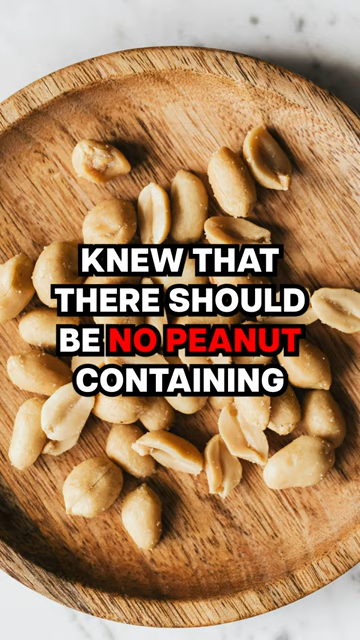 KNEW THAT
THERE SHOULD
BE NO PEANUT
CONTAINING